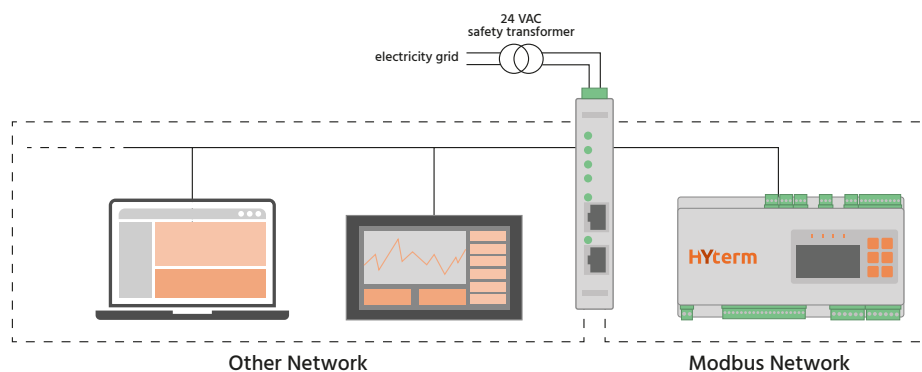 24 VAC
safety transformer
electricity grid
HYterm
Other Network
Modbus Network